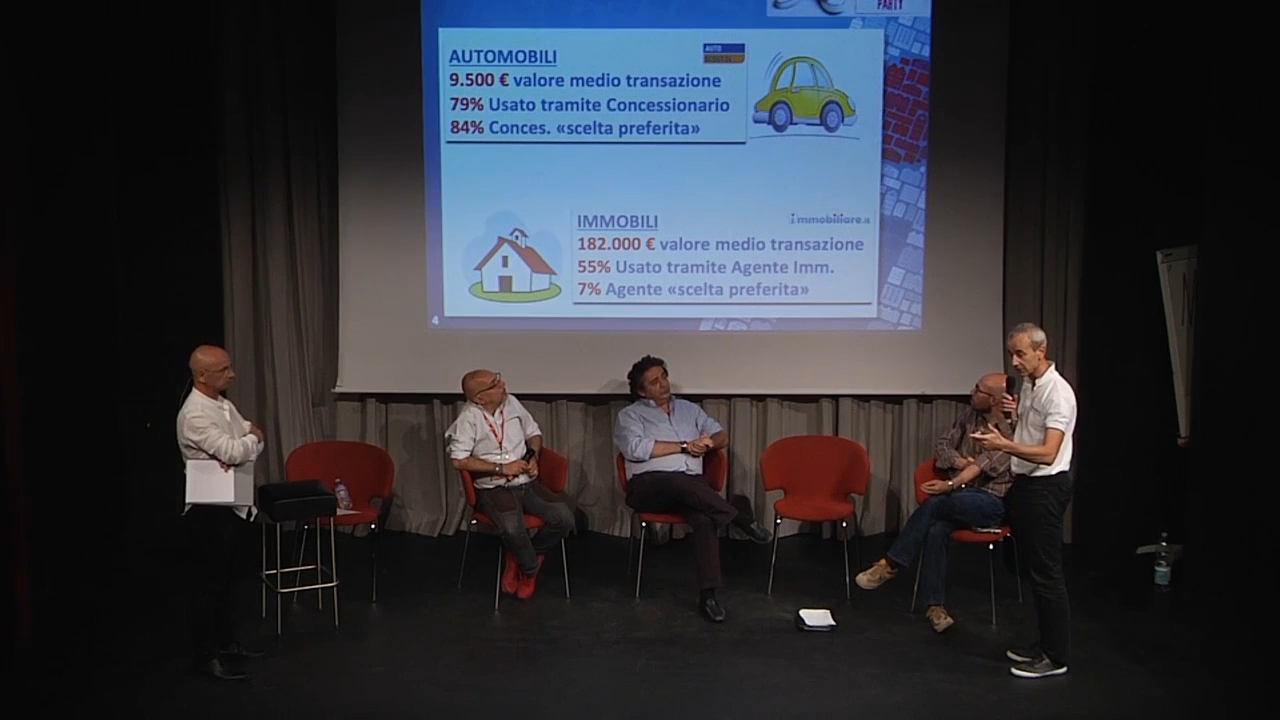 PARTY
AUTOMOBILI
AUTO
9.500 € valore medio transazione
79% Usato tramite Concessionario
84% Conces. «scelta preferita»
IMMOBILI
immobiliare.it
182.000 € valore medio transazione
55% Usato tramite Agente Imm.
7% Agente «scelta preferita»
4
N